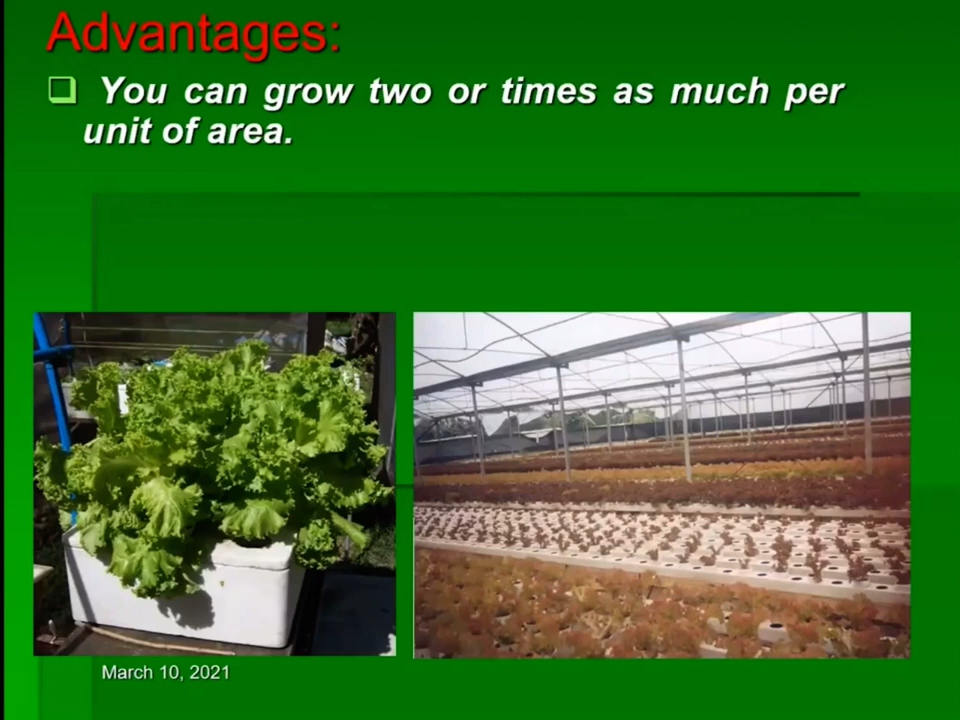 Advantages:
You can grow two or times as much per
unit of area.
March 10, 2021